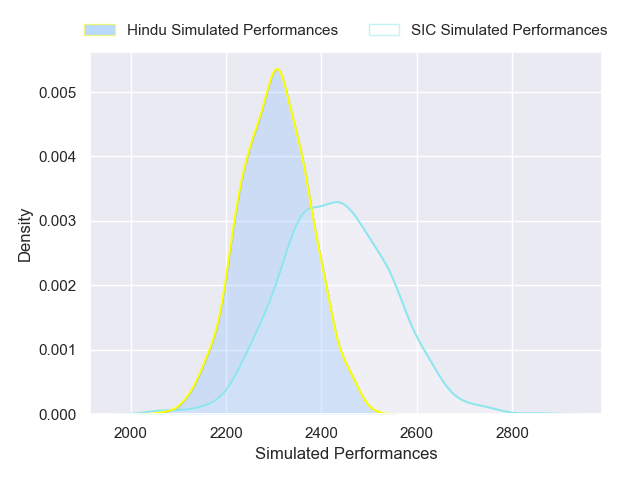 Hindu Simulated Performances SIC Simulated Performances
0.005
0.004
0.003
0.002
0.001
0.000
Density
2000 2200 2400 2600 2800
Simulated Performances